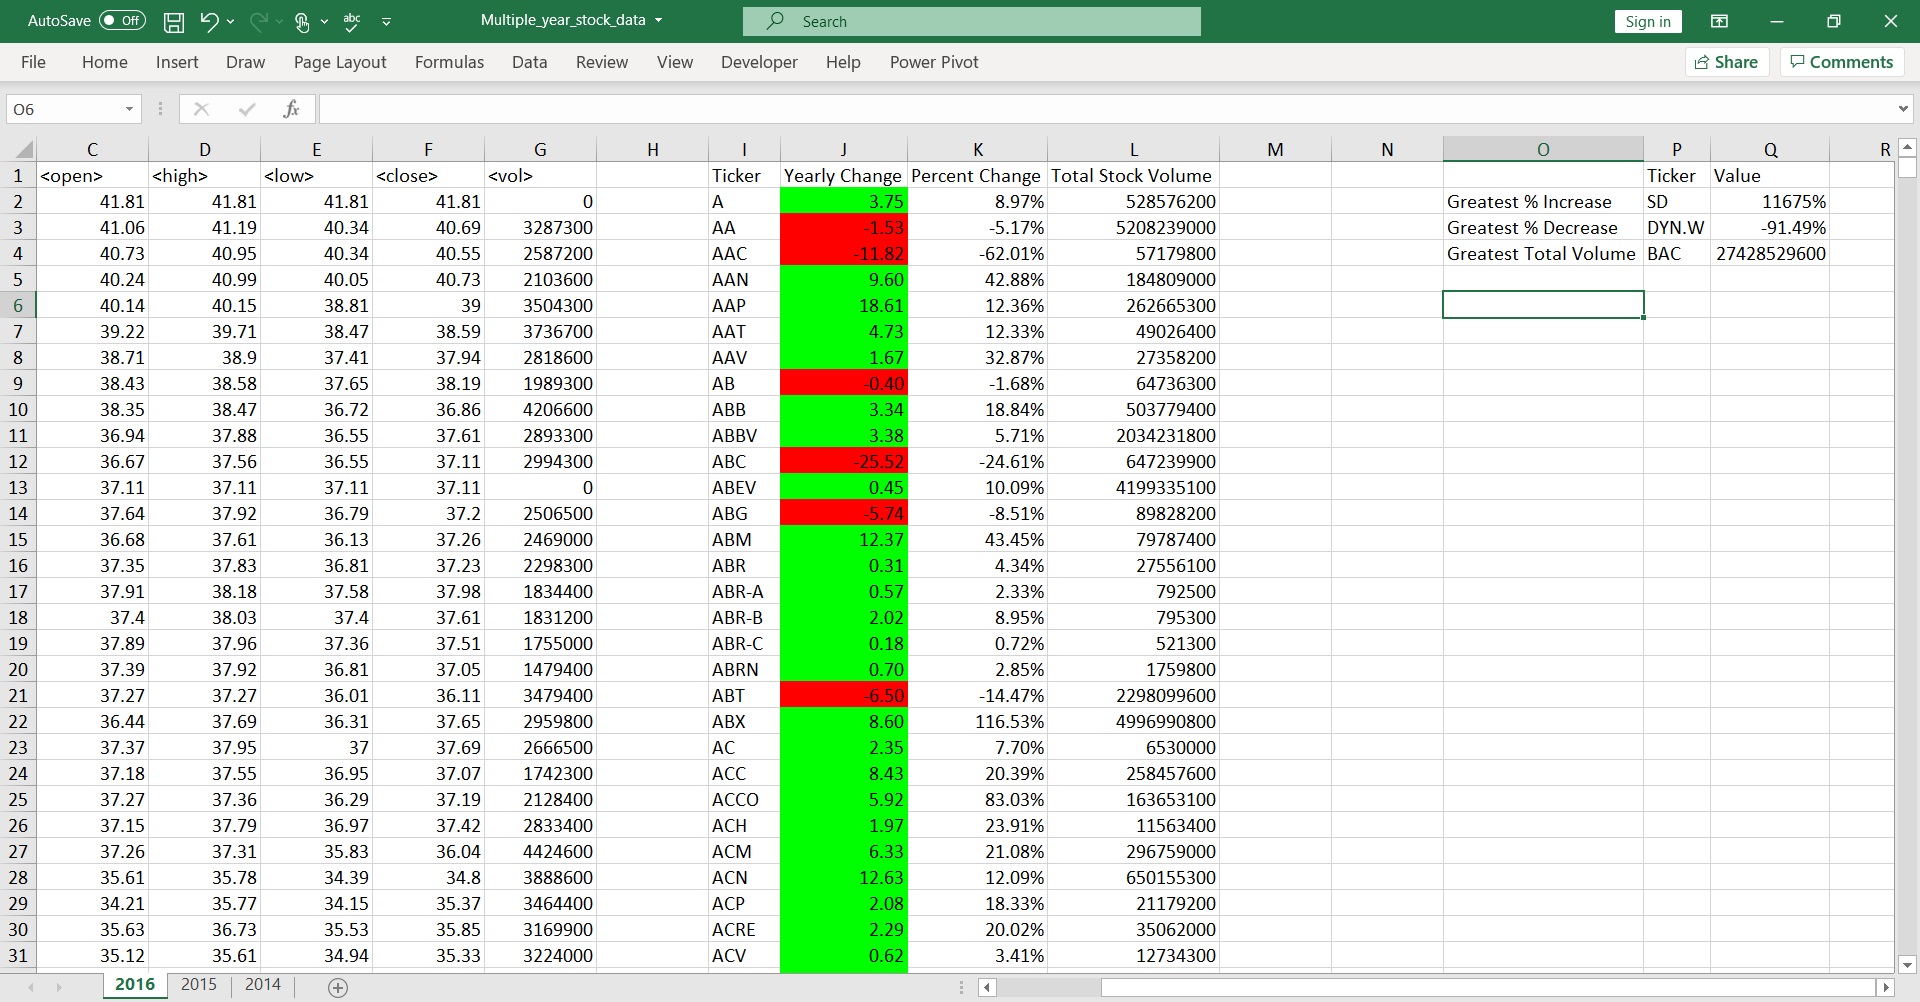 AutoSave Off abc Multiple_year_stock_data Search Sign in
File Home Insert Draw Page Layout Formulas Data Review View Developer Help Power Pivot Share Comments
O6 fx
C D E F G H I J K L M N O P Q R
1 <open> <high> <low> <close> <vol> Ticker Yearly Change Percent Change Total Stock Volume Ticker Value
2 41.81 41.81 41.81 41.81 0 A 3.75 8.97% 528576200 Greatest % Increase SD 11675%
3 41.06 41.19 40.34 40.69 3287300 AA -1.53 -5.17% 5208239000 Greatest % Decrease DYN.W -91.49%
4 40.73 40.95 40.34 40.55 2587200 AAC -11.82 -62.01% 57179800 Greatest Total Volume BAC 27428529600
5 40.24 40.99 40.05 40.73 2103600 AAN 9.60 42.88% 184809000
6 40.14 40.15 38.81 39 3504300 AAP 18.61 12.36% 262665300
7 39.22 39.71 38.47 38.59 3736700 AAT 4.73 12.33% 49026400
8 38.71 38.9 37.41 37.94 2818600 AAV 1.67 32.87% 27358200
9 38.43 38.58 37.65 38.19 1989300 AB -0.40 -1.68% 64736300
10 38.35 38.47 36.72 36.86 4206600 ABB 3.34 18.84% 503779400
11 36.94 37.88 36.55 37.61 2893300 ABBV 3.38 5.71% 2034231800
12 36.67 37.56 36.55 37.11 2994300 ABC -25.52 -24.61% 647239900
13 37.11 37.11 37.11 37.11 0 ABEV 0.45 10.09% 4199335100
14 37.64 37.92 36.79 37.2 2506500 ABG -5.74 -8.51% 89828200
15 36.68 37.61 36.13 37.26 2469000 ABM 12.37 43.45% 79787400
16 37.35 37.83 36.81 37.23 2298300 ABR 0.31 4.34% 27556100
17 37.91 38.18 37.58 37.98 1834400 ABR-A 0.57 2.33% 792500
18 37.4 38.03 37.4 37.61 1831200 ABR-B 2.02 8.95% 795300
19 37.89 37.96 37.36 37.51 1755000 ABR-C 0.18 0.72% 521300
20 37.39 37.92 36.81 37.05 1479400 ABRN 0.70 2.85% 1759800
21 37.27 37.27 36.01 36.11 3479400 ABT -6.50 -14.47% 2298099600
22 36.44 37.69 36.31 37.65 2959800 ABX 8.60 116.53% 4996990800
23 37.37 37.95 37 37.69 2666500 AC 2.35 7.70% 6530000
24 37.18 37.55 36.95 37.07 1742300 ACC 8.43 20.39% 258457600
25 37.27 37.36 36.29 37.19 2128400 ACCO 5.92 83.03% 163653100
26 37.15 37.79 36.97 37.42 2833400 ACH 1.97 23.91% 11563400
27 37.26 37.31 35.83 36.04 4424600 ACM 6.33 21.08% 296759000
28 35.61 35.78 34.39 34.8 3888600 ACN 12.63 12.09% 650155300
29 34.21 35.77 34.15 35.37 3464400 ACP 2.08 18.33% 21179200
30 35.63 36.73 35.53 35.85 3169900 ACRE 2.29 20.02% 35062000
31 35.12 35.61 34.94 35.33 3224000 ACV 0.62 3.41% 12734300
2016 2015 2014